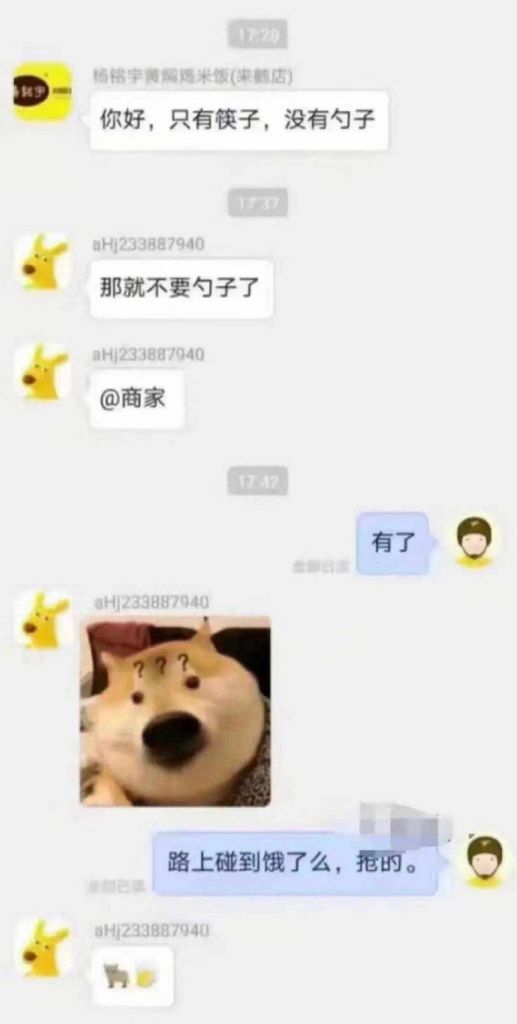 17:26
杨铭宇黄焖鸡米饭(来鹤店)
你好，只有筷子，没有勺子
17:37
aHj233887940
那就不要勺子了
aHj233887940
@商家
17:42
有了
aHj233887940
? ? ?
路上碰到饿了么，抢的。
aHj233887940